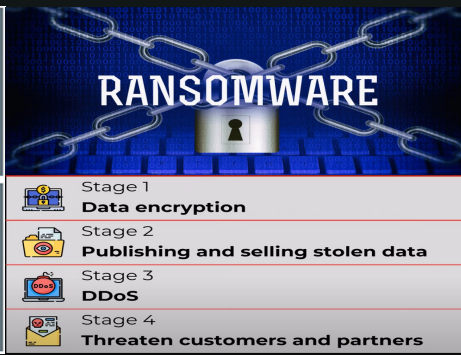 RANSOMWARE
Stage 1
Data encryption
Stage 2
Publishing and selling stolen data
Stage 3
DDoS
DDoS
Stage 4
Threaten customers and partners